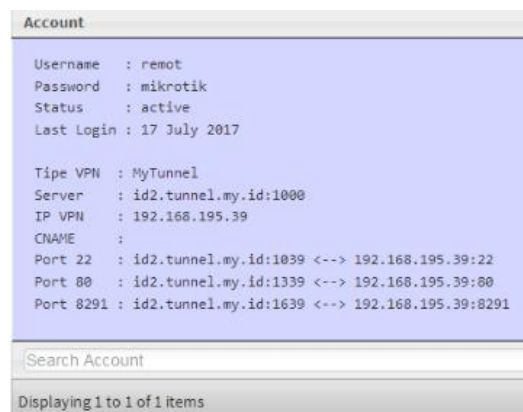 Account
Username : remot
Password : mikrotik
Status : active
Last Login : 17 July 2017
Tipe VPN : MyTunnel
Server : id2.tunnel.my.id:1000
IP VPN : 192.168.195.39
CNAME :
Port 22 : id2.tunnel.my.id:1039 <--> 192.168.195.39:22
Port 80 : id2.tunnel.my.id:1339 <--> 192.168.195.39:80
Port 8291 : id2.tunnel.my.id:1639 <--> 192.168.195.39:8291
Search Account
Displaying 1 to 1 of 1 items